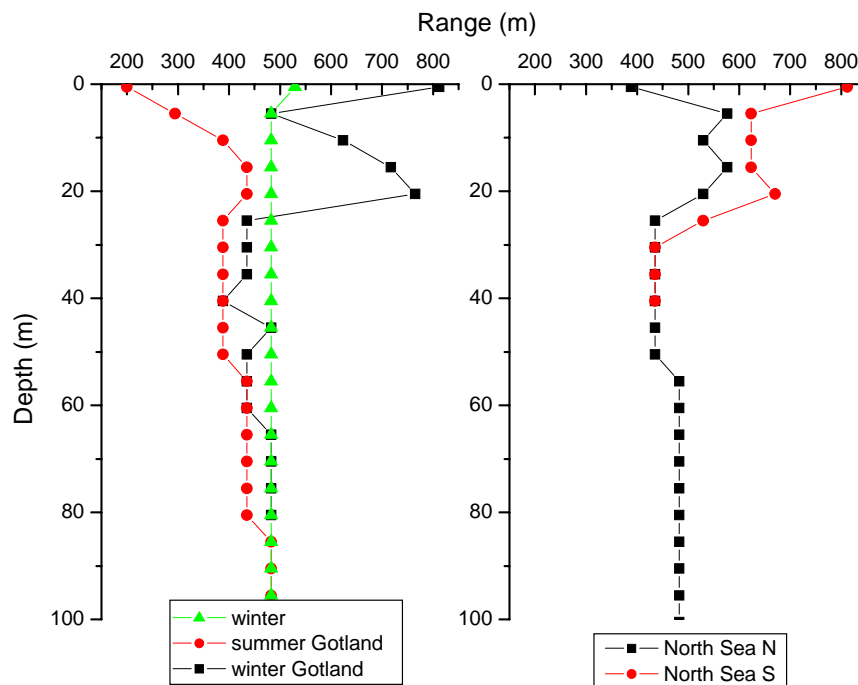 Range (m)
200 300 400 500 600 700 800
200 300 400 500 600 700 800
Depth (m)
0
20
40
60
80
100
0
20
40
60
80
100
winter
summer Gotland
winter Gotland
North Sea N
North Sea S